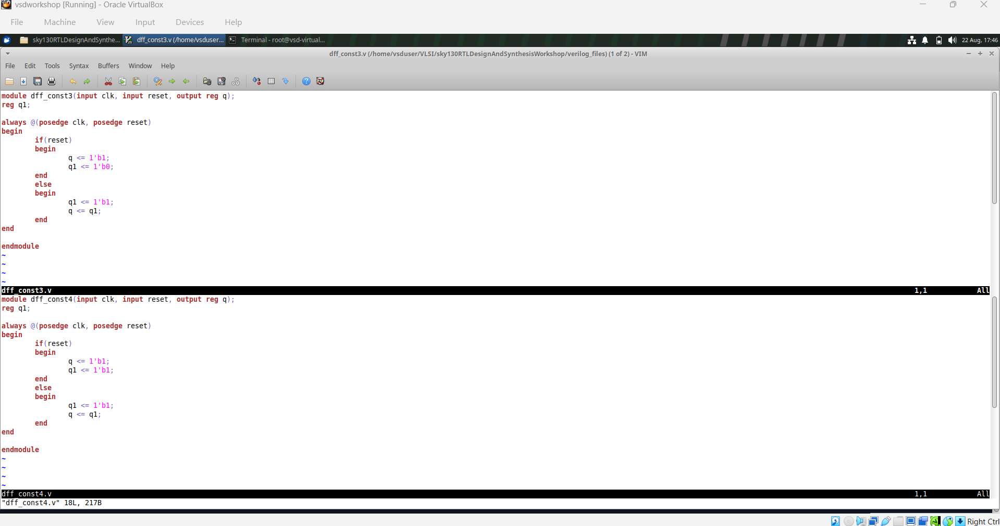 vsdworkshop [Running] - Oracle VirtualBox
File Machine View Input Devices Help
sky130RTLDesignAndSynthe... dff_const3.v (/home/vsduser... Terminal - root@vsd-virtual... 22 Aug, 17:46
dff_const3.v (/home/vsduser/VLSI/sky130RTLDesignAndSynthesisWorkshop/verilog_files) (1 of 2) - VIM
File Edit Tools Syntax Buffers Window Help
module dff_const3(input clk, input reset, output reg q);
reg q1;
always @(posedge clk, posedge reset)
begin
if(reset)
begin
q <= 1'b1;
q1 <= 1'b0;
end
else
begin
q1 <= 1'b1;
q <= q1;
end
end
endmodule
~
~
~
~
dff_const3.v 1,1 All
module dff_const4(input clk, input reset, output reg q);
reg q1;
always @(posedge clk, posedge reset)
begin
if(reset)
begin
q <= 1'b1;
q1 <= 1'b1;
end
else
begin
q1 <= 1'b1;
q <= q1;
end
end
endmodule
~
~
~
~
dff_const4.v 1,1 All
"dff_const4.v" 18L, 217B
Right Ctrl